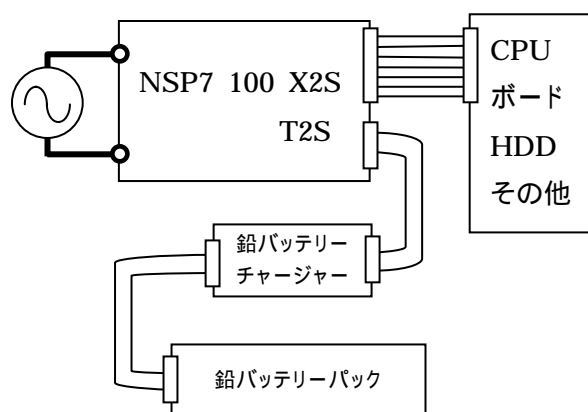 NSP7 100 X2S
T2S
CPU
ボード
HDD
その他
鉛バッテリー
チャージャー
鉛バッテリーパック